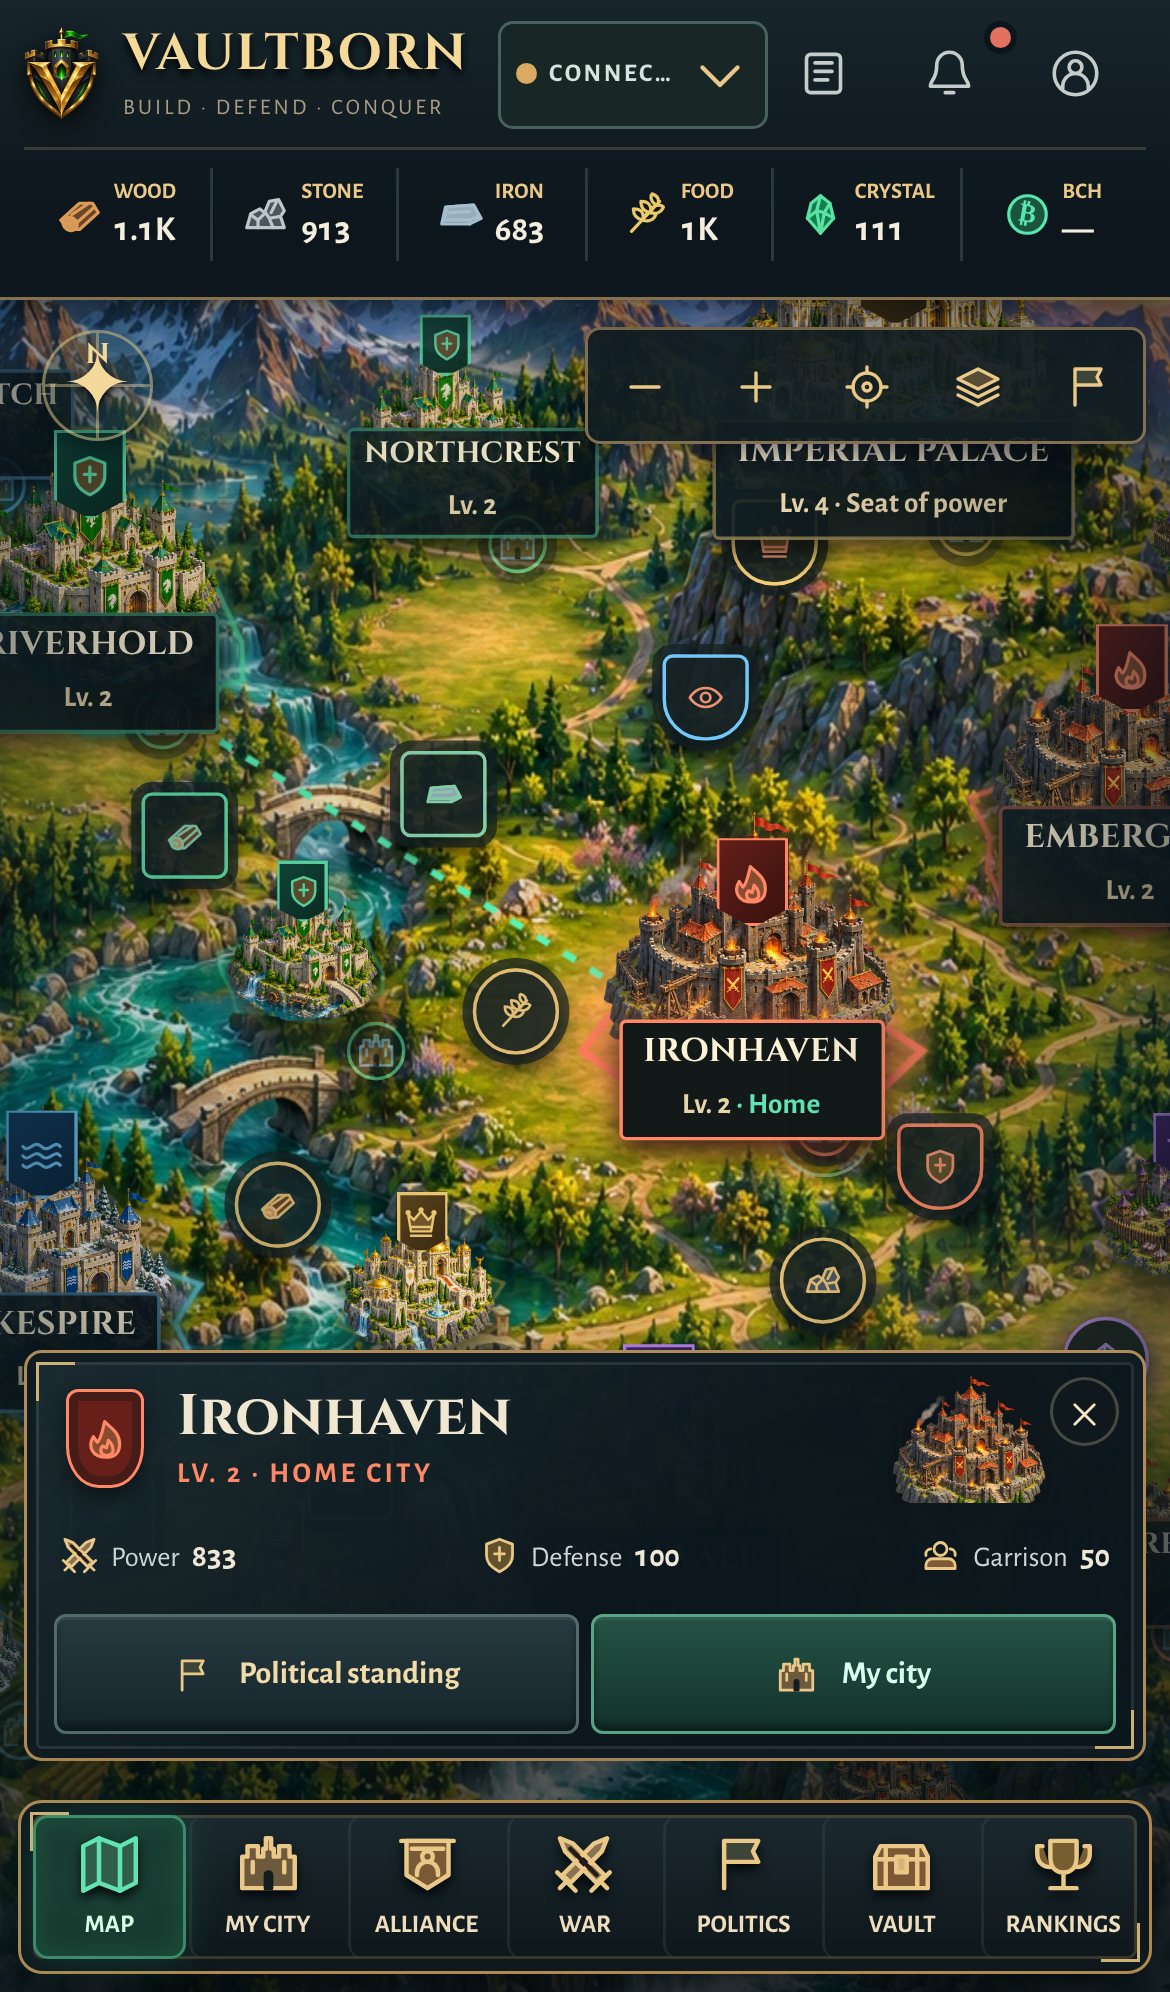 VAULTBORN
BUILD · DEFEND · CONQUER
CONNEC...
WOOD
1.1K
STONE
913
IRON
683
FOOD
1K
CRYSTAL
111
BCH
—
N
TCH
NORTHCREST
Lv. 2
IMPERIAL PALACE
Lv. 4 · Seat of power
RIVERHOLD
Lv. 2
EMBERG
Lv. 2
IRONHAVEN
Lv. 2 · Home
KESPIRE
IRONHAVEN
LV. 2 · HOME CITY
Power 833
Defense 100
Garrison 50
Political standing
My city
MAP
MY CITY
ALLIANCE
WAR
POLITICS
VAULT
RANKINGS